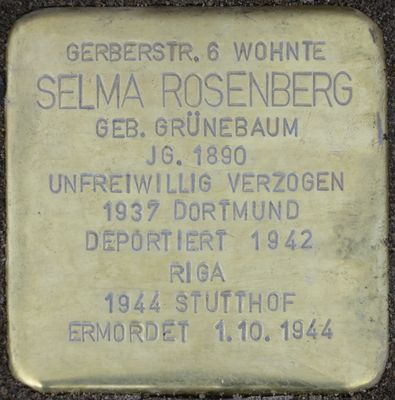 GERBERSTR. 6 WOHNTE
SELMA ROSENBERG
GEB. GRÜNEBAUM
JG. 1890
UNFREIWILLIG VERZOGEN
1937 DORTMUND
DEPORTIERT 1942
RIGA
1944 STUTTHOF
ERMORDET 1.10.1944